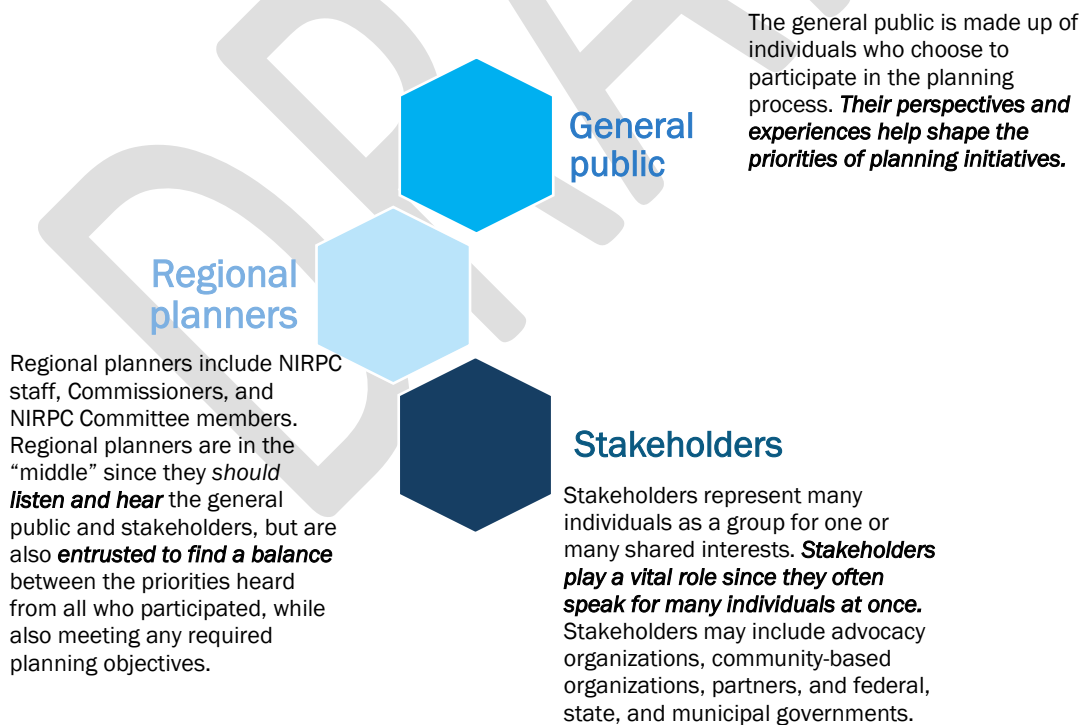 The general public is made up of
individuals who choose to
participate in the planning
process. Their perspectives and
experiences help shape the
priorities of planning initiatives.
General
public
Regional
planners
Regional planners include NIRPC
staff, Commissioners, and
NIRPC Committee members.
Regional planners are in the
“middle” since they should
listen and hear the general
public and stakeholders, but are
also entrusted to find a balance
between the priorities heard
from all who participated, while
also meeting any required
planning objectives.
Stakeholders
Stakeholders represent many
individuals as a group for one or
many shared interests. Stakeholders
play a vital role since they often
speak for many individuals at once.
Stakeholders may include advocacy
organizations, community-based
organizations, partners, and federal,
state, and municipal governments.